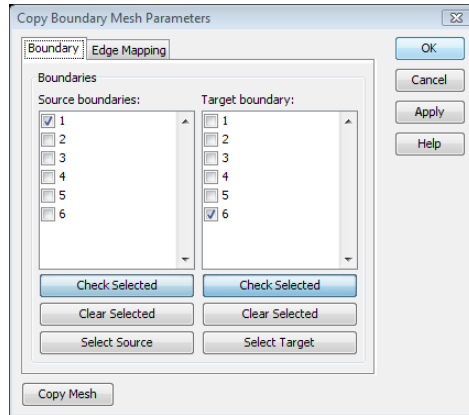 Copy Boundary Mesh Parameters
Boundary Edge Mapping
Boundaries
Source boundaries: Target boundary:
1 1
2 2
3 3
4 4
5 5
6 6
Check Selected Check Selected
Clear Selected Clear Selected
Select Source Select Target
Copy Mesh
OK
Cancel
Apply
Help